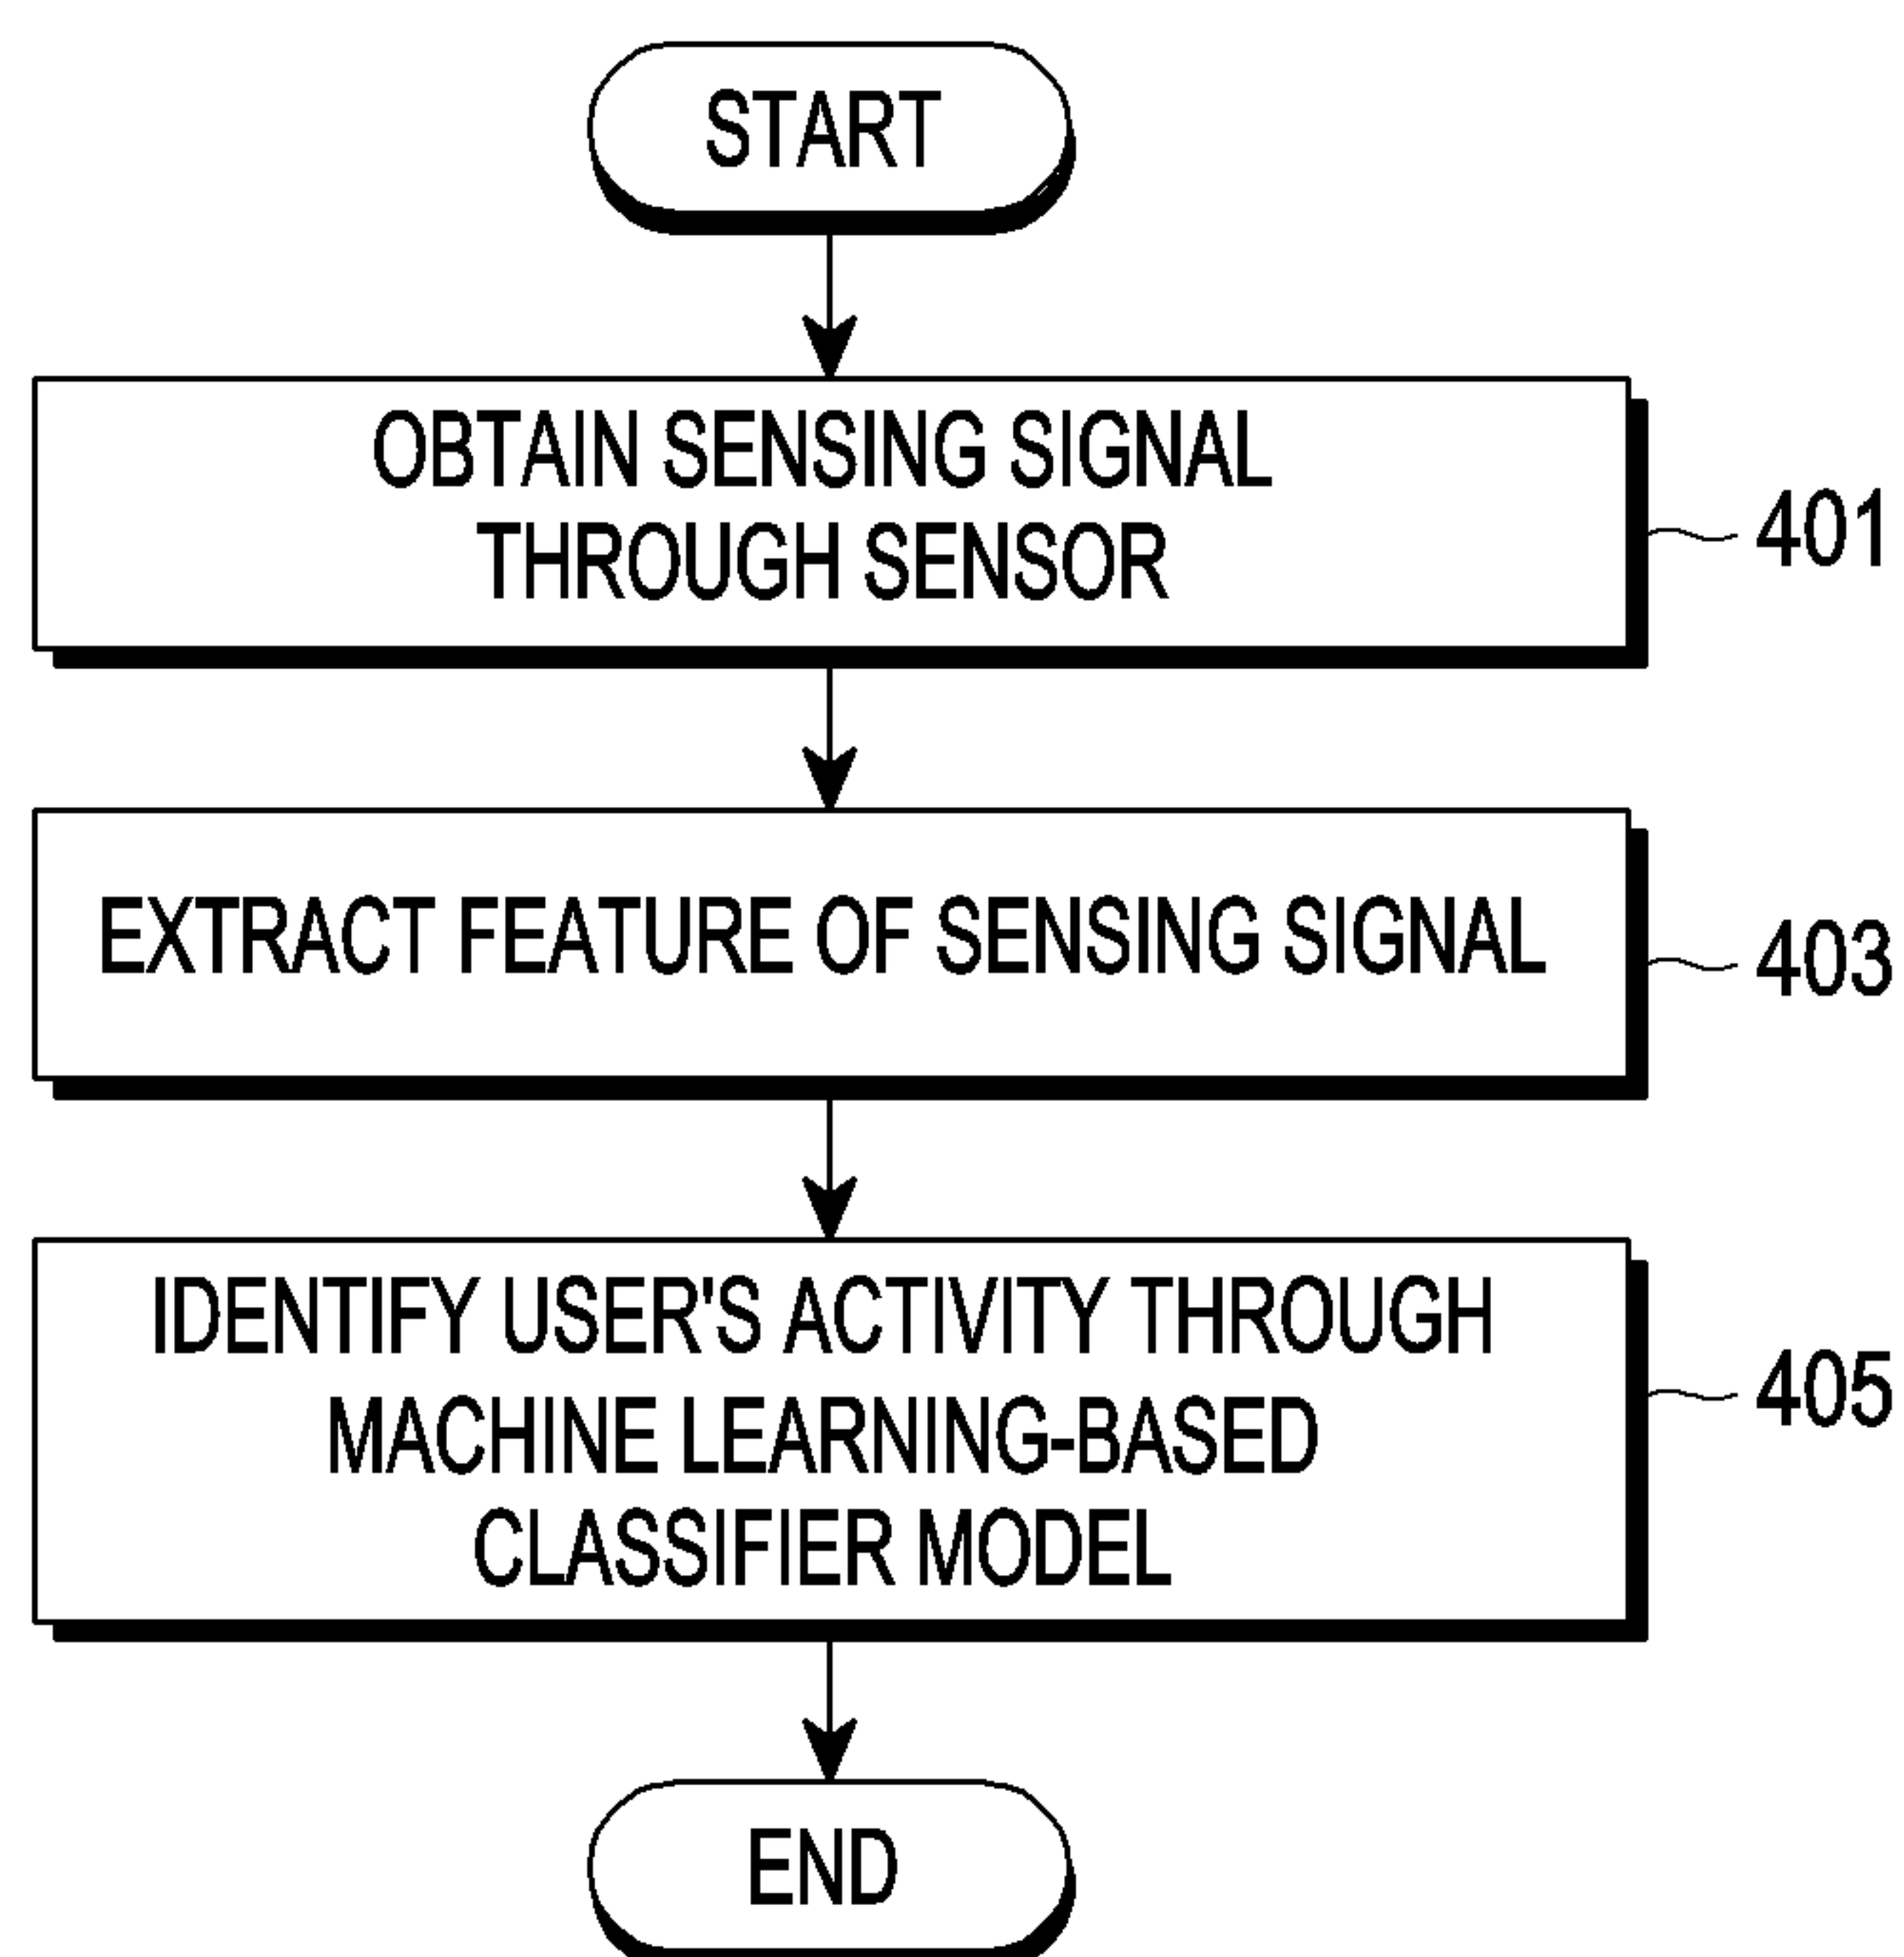 START
OBTAIN SENSING SIGNAL
THROUGH SENSOR
401
EXTRACT FEATURE OF SENSING SIGNAL
403
IDENTIFY USER'S ACTIVITY THROUGH
MACHINE LEARNING-BASED
CLASSIFIER MODEL
405
END